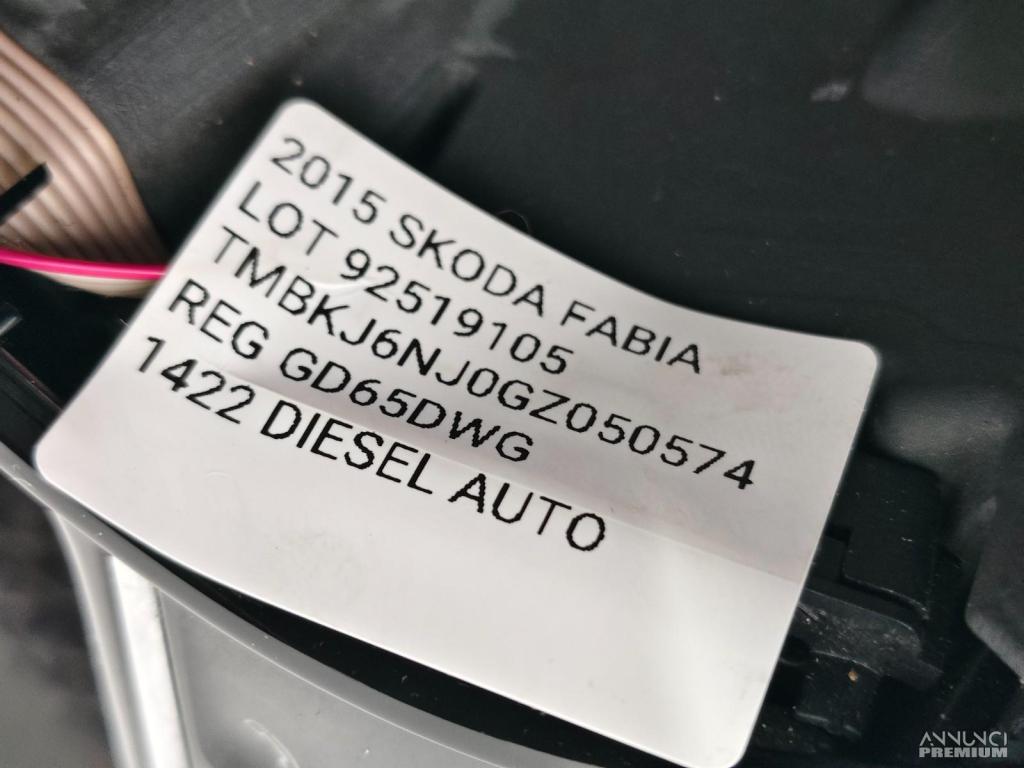 2015 SKODA FABIA
LOT 92519105
TMBKJ6NJ0GZ050574
REG GD65DWG
1422 DIESEL AUTO
ANNUNCI
PREMIUM